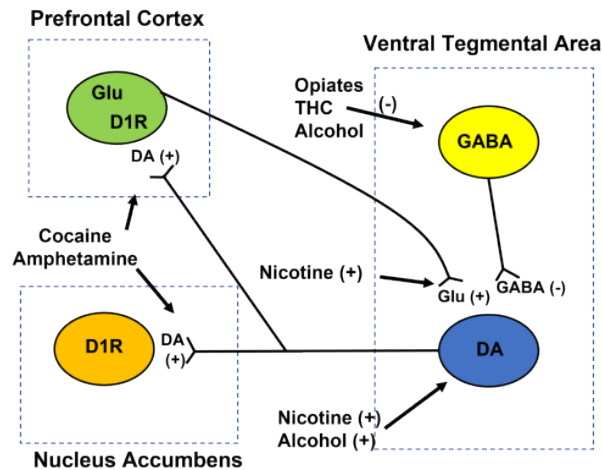 Prefrontal Cortex
Ventral Tegmental Area
Glu
D1R
DA (+)
Opiates
THC
Alcohol
(-)
GABA
Cocaine
Amphetamine
Nicotine (+)
Glu (+)
GABA (-)
D1R
DA
(+)
DA
Nicotine (+)
Alcohol (+)
Nucleus Accumbens